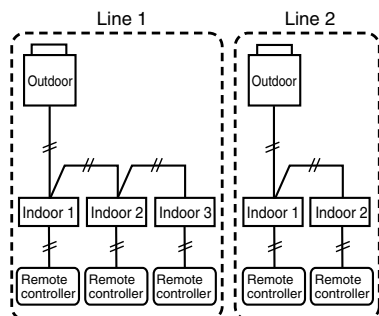 Line 1
Outdoor
Indoor 1
Indoor 2
Indoor 3
Remote
controller
Remote
controller
Remote
controller
Line 2
Outdoor
Indoor 1
Indoor 2
Remote
controller
Remote
controller